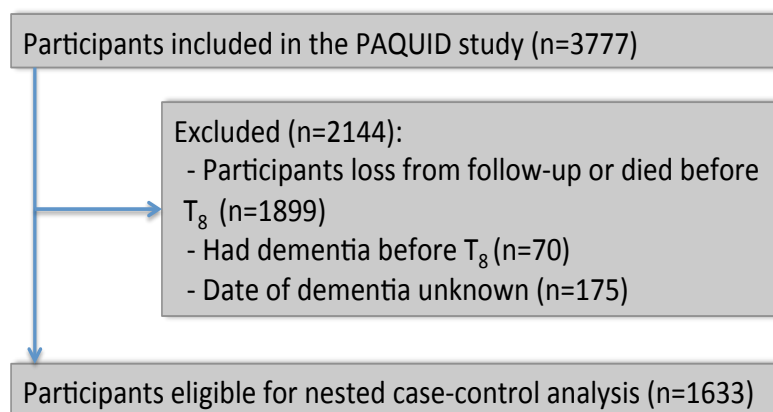 Participants included in the PAQUID study (n=3777)
Excluded (n=2144):
- Participants loss from follow-up or died before
T₈ (n=1899)
- Had dementia before T₈ (n=70)
- Date of dementia unknown (n=175)
Participants eligible for nested case-control analysis (n=1633)